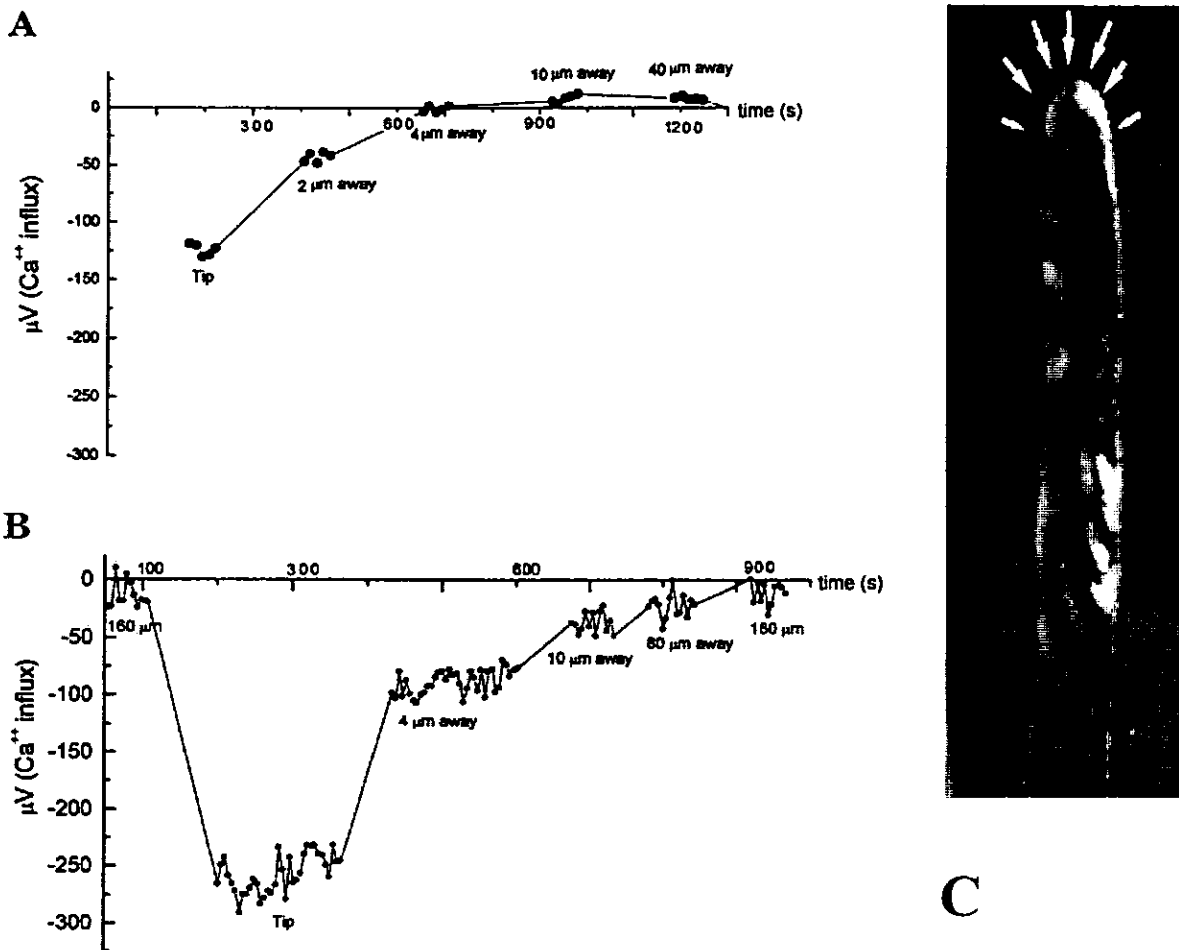 A
10 µm away
40 µm away
0
time (s)
300
600
900
1200
4µm away
-50
2 µm away
-100
-150
Tip
-200
-250
-300
µV (Ca⁺⁺ influx)
B
100
300
600
900
0
time (s)
160 µm
-50
10 µm away
80 µm away
160 µm
-100
4 µm away
-150
-200
-250
-300
Tip
µV (Ca⁺⁺ influx)
C